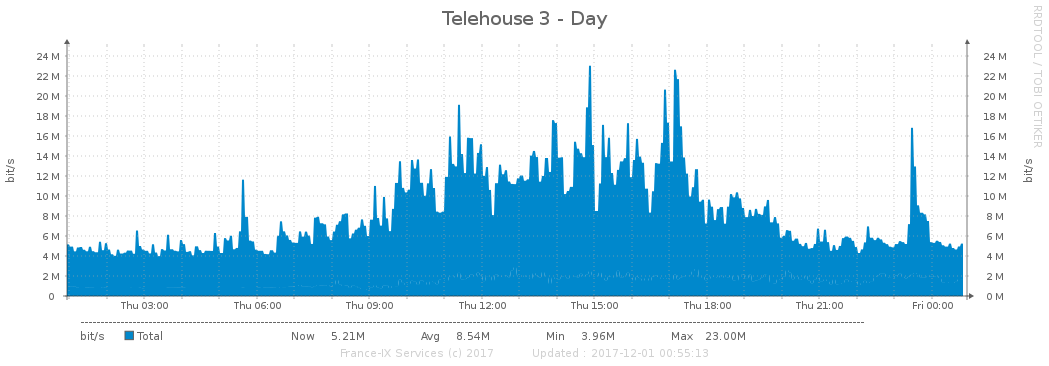 Telehouse 3 - Day
RRDTOOL / TOBI OETIKER
bit/s
24 M 24 M
22 M 22 M
20 M 20 M
18 M 18 M
16 M 16 M
14 M 14 M
12 M 12 M
10 M 10 M
8 M 8 M
6 M 6 M
4 M 4 M
2 M 2 M
0 0 M
bit/s
Thu 03:00 Thu 06:00 Thu 09:00 Thu 12:00 Thu 15:00 Thu 18:00 Thu 21:00 Fri 00:00
bit/s Total Now 5.21M Avg 8.54M Min 3.96M Max 23.00M
France-IX Services (c) 2017 Updated : 2017-12-01 00:55:13